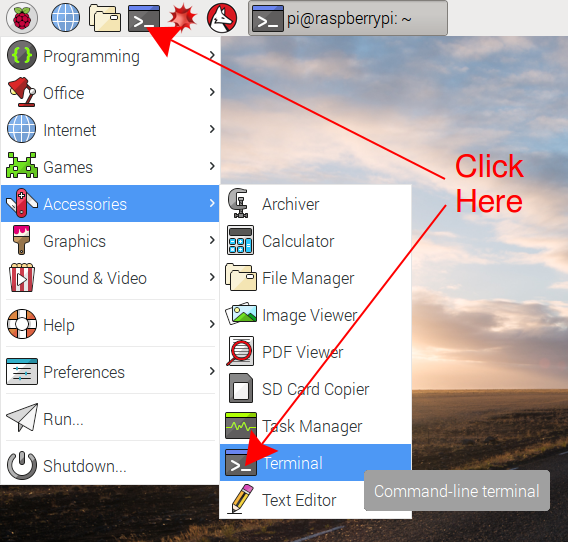 pi@raspberrypi: ~
Programming
Office
Internet
Games
Accessories
Graphics
Sound & Video
Help
Preferences
Run...
Shutdown...
Archiver
Calculator
File Manager
Image Viewer
PDF Viewer
SD Card Copier
Task Manager
Terminal
Text Editor
Command-line terminal
Click
Here